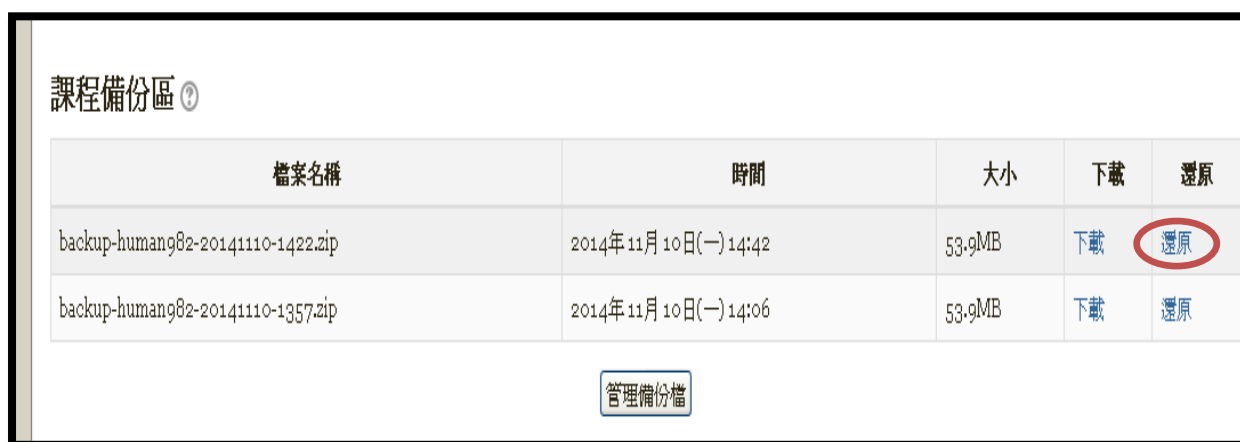 課程備份區 ?
檔案名稱 時間 大小 下載 還原
backup-human982-20141110-1422.zip 2014年11月10日(一) 14:42 53.9MB 下載 還原
backup-human982-20141110-1357.zip 2014年11月10日(一) 14:06 53.9MB 下載 還原
管理備份檔